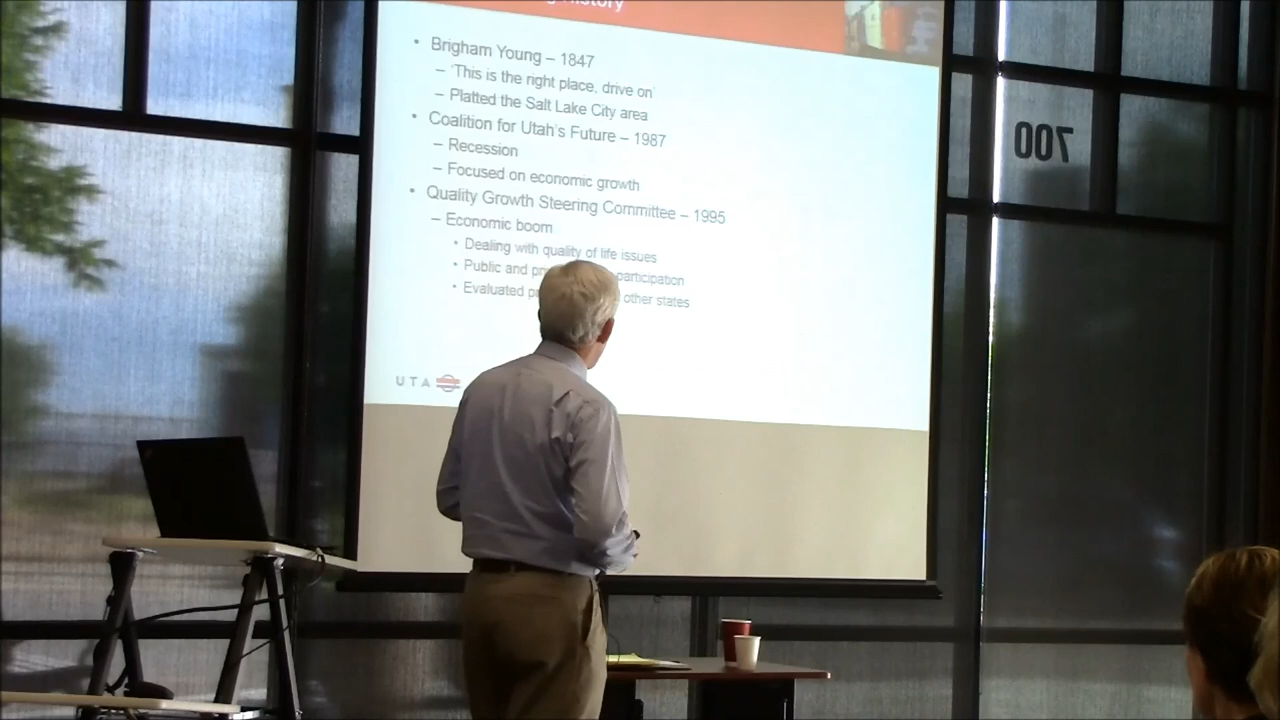 History
• Brigham Young – 1847
– 'This is the right place, drive on'
– Platted the Salt Lake City area
• Coalition for Utah's Future – 1987
– Recession
– Focused on economic growth
• Quality Growth Steering Committee – 1995
– Economic boom
• Dealing with quality of life issues
• Public and participation
• Evaluated other states
UTA
700